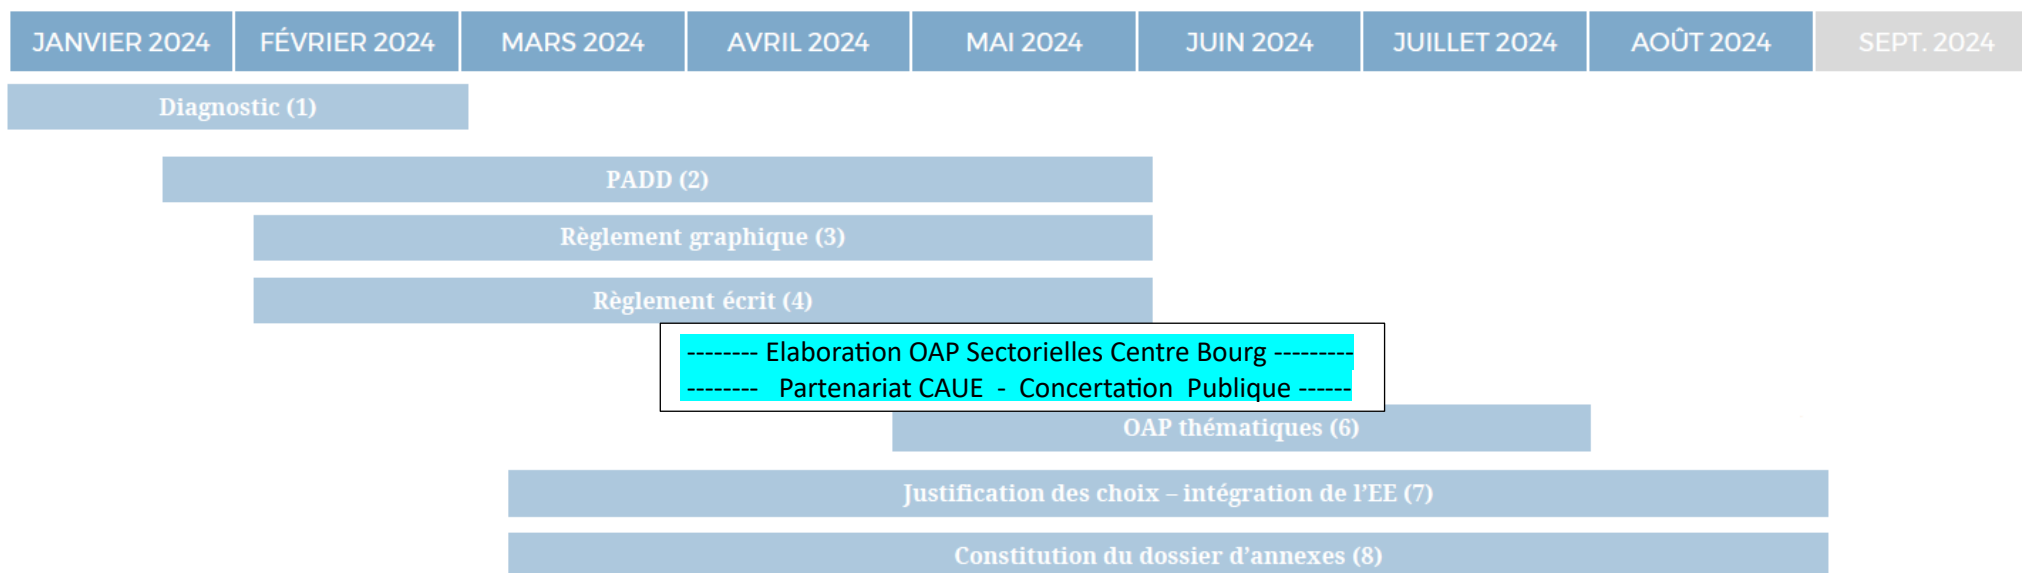 JANVIER 2024 FÉVRIER 2024 MARS 2024 AVRIL 2024 MAI 2024 JUIN 2024 JUILLET 2024 AOÛT 2024 SEPT. 2024
Diagnostic (1)
PADD (2)
Règlement graphique (3)
Règlement écrit (4)
-------- Elaboration OAP Sectorielles Centre Bourg ---------
-------- Partenariat CAUE - Concertation Publique ------
OAP thématiques (6)
Justification des choix – intégration de l’EE (7)
Constitution du dossier d’annexes (8)